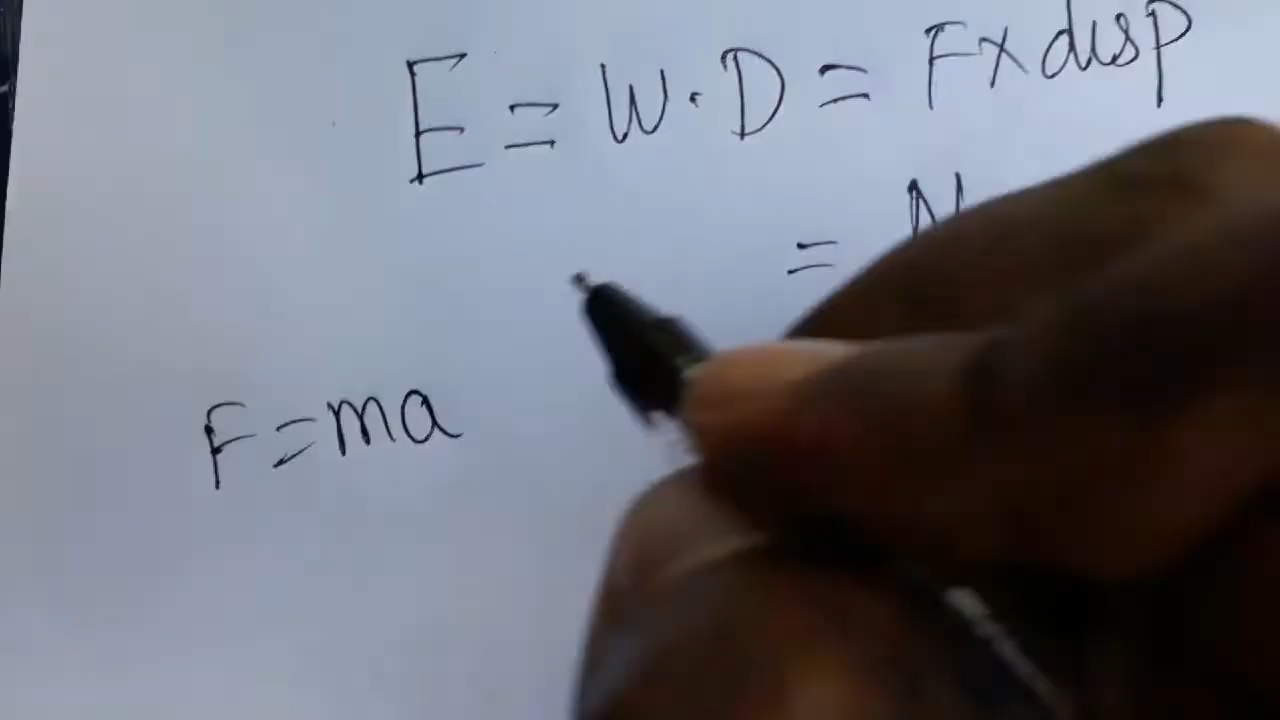 E = W.D = F x disp
= N
F = ma